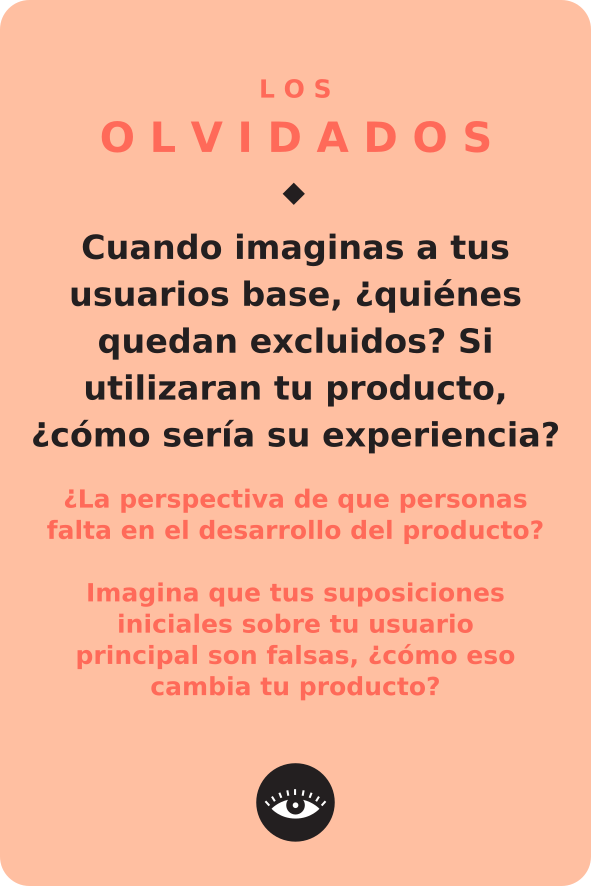 LOS
OLVIDADOS
Cuando imaginas a tus
usuarios base, ¿quiénes
quedan excluidos? Si
utilizaran tu producto,
¿cómo sería su experiencia?
¿La perspectiva de que personas
falta en el desarrollo del producto?
Imagina que tus suposiciones
iniciales sobre tu usuario
principal son falsas, ¿cómo eso
cambia tu producto?